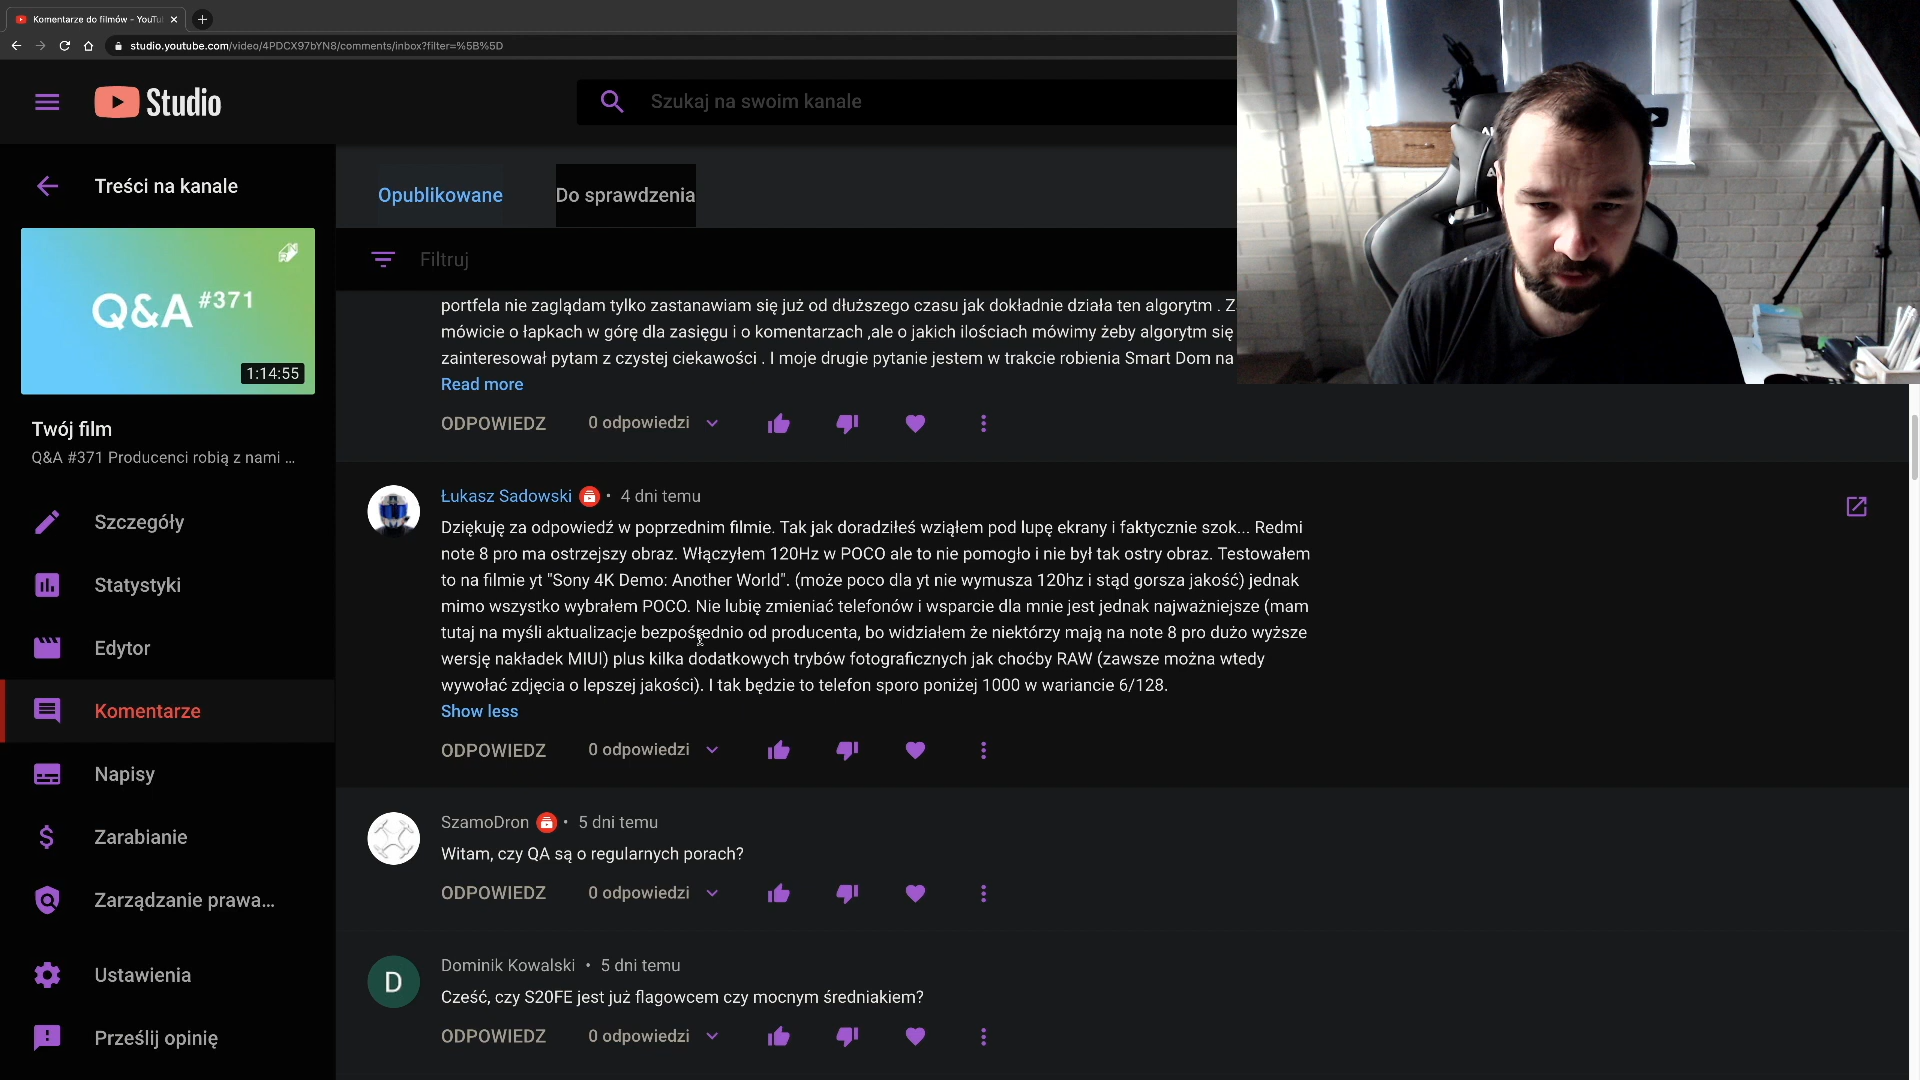 Komentarze do filmów - YouTu
studio.youtube.com/video/4PDCX97bYN8/comments/inbox?filter=%5B%5D
Studio
Szukaj na swoim kanale
Treści na kanale
Q&A #371
1:14:55
Twój film
Q&A #371 Producenci robią z nami ...
Szczegóły
Statystyki
Edytor
Komentarze
Napisy
Zarabianie
Zarządzanie prawa...
Ustawienia
Prześlij opinię
Opublikowane
Do sprawdzenia
Filtruj
portfela nie zaglądam tylko zastanawiam się już od dłuższego czasu jak dokładnie działa ten algorytm . Z
mówicie o łapkach w górę dla zasięgu i o komentarzach ,ale o jakich ilościach mówimy żeby algorytm się
zainteresował pytam z czystej ciekawości . I moje drugie pytanie jestem w trakcie robienia Smart Dom na
Read more
ODPOWIEDZ 0 odpowiedzi
Łukasz Sadowski • 4 dni temu
Dziękuję za odpowiedź w poprzednim filmie. Tak jak doradziłeś wziąłem pod lupę ekrany i faktycznie szok... Redmi
note 8 pro ma ostrzejszy obraz. Włączyłem 120Hz w POCO ale to nie pomogło i nie był tak ostry obraz. Testowałem
to na filmie yt "Sony 4K Demo: Another World". (może poco dla yt nie wymusza 120hz i stąd gorsza jakość) jednak
mimo wszystko wybrałem POCO. Nie lubię zmieniać telefonów i wsparcie dla mnie jest jednak najważniejsze (mam
tutaj na myśli aktualizacje bezpośrednio od producenta, bo widziałem że niektórzy mają na note 8 pro dużo wyższe
wersję nakładek MIUI) plus kilka dodatkowych trybów fotograficznych jak choćby RAW (zawsze można wtedy
wywołać zdjęcia o lepszej jakości). I tak będzie to telefon sporo poniżej 1000 w wariancie 6/128.
Show less
ODPOWIEDZ 0 odpowiedzi
SzamoDron • 5 dni temu
Witam, czy QA są o regularnych porach?
ODPOWIEDZ 0 odpowiedzi
D
Dominik Kowalski • 5 dni temu
Cześć, czy S20FE jest już flagowcem czy mocnym średniakiem?
ODPOWIEDZ 0 odpowiedzi